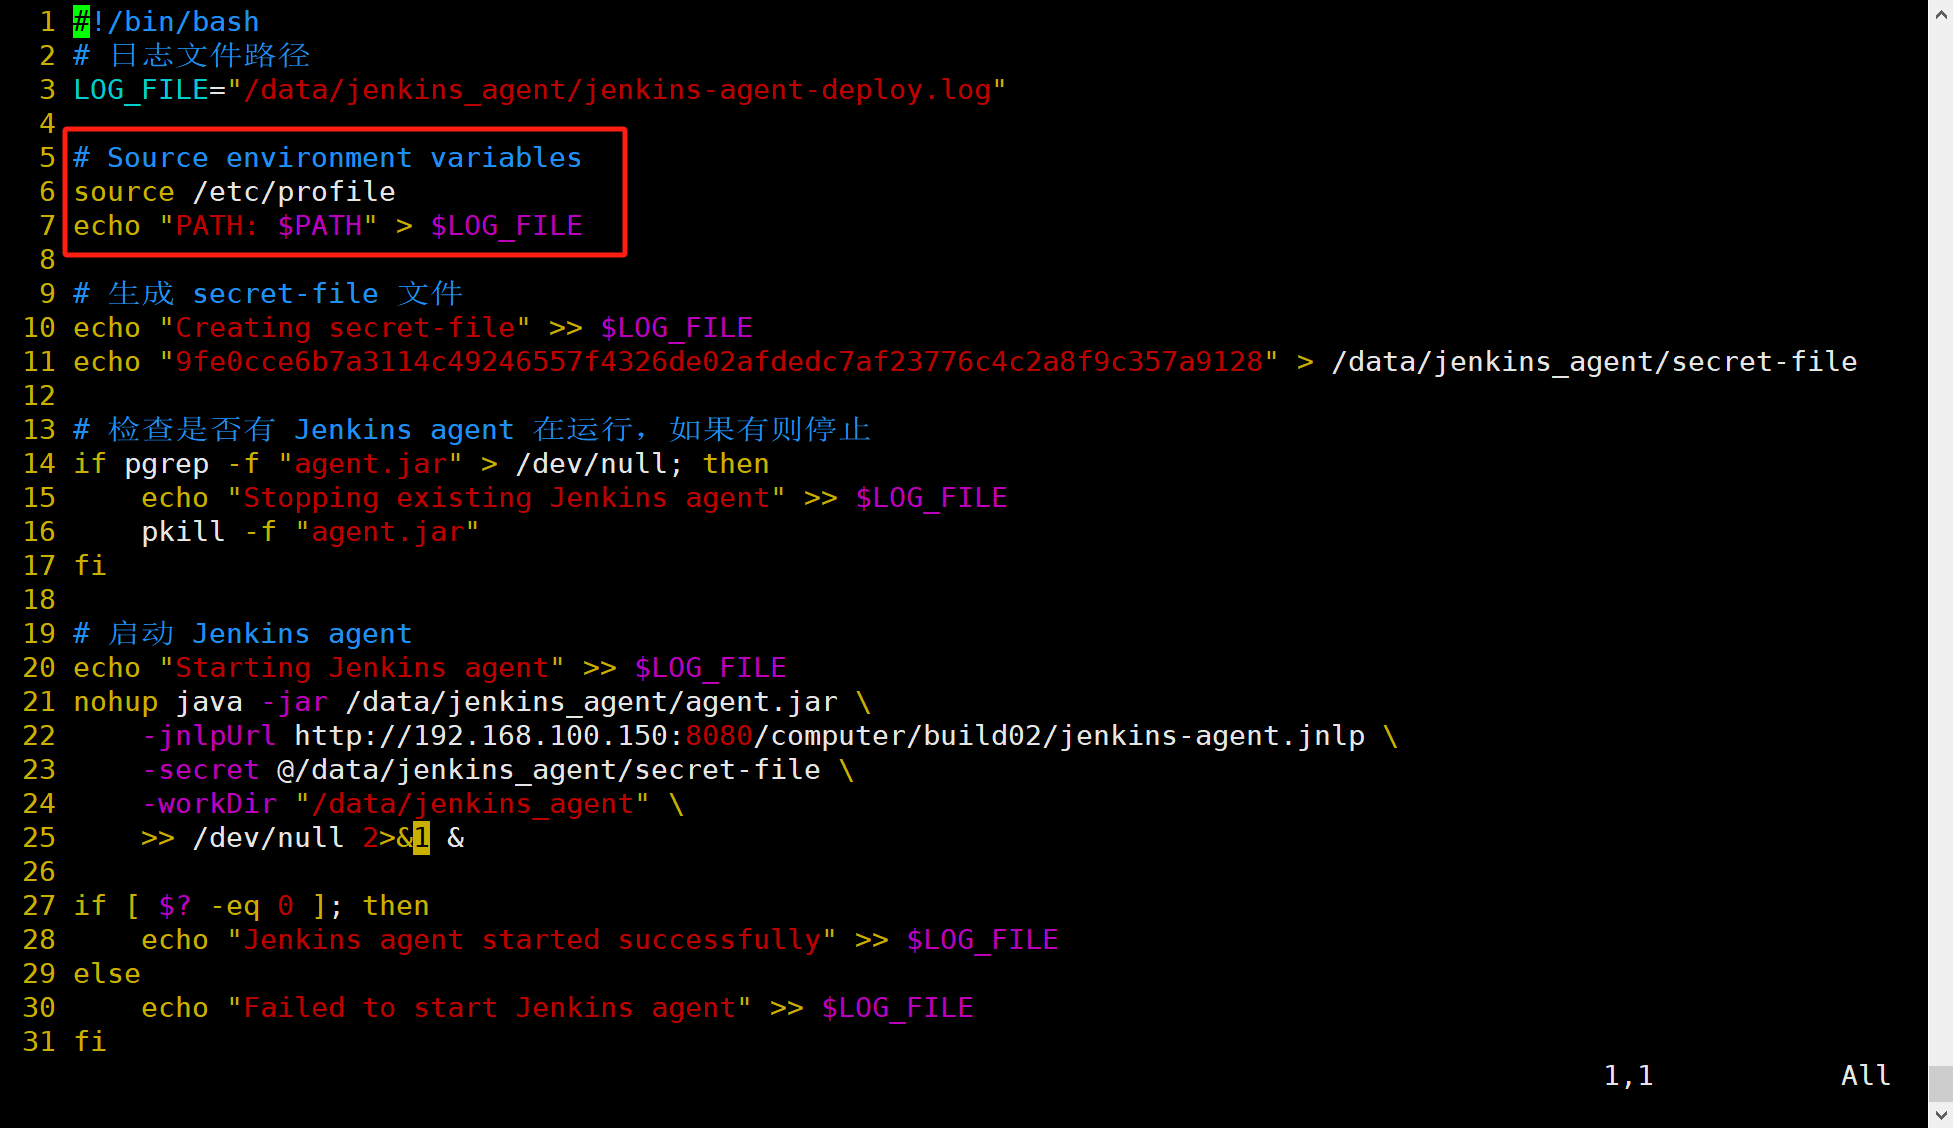 1 #!/bin/bash
2 # 日志文件路径
3 LOG_FILE="/data/jenkins_agent/jenkins-agent-deploy.log"
4
5 # Source environment variables
6 source /etc/profile
7 echo "PATH: $PATH" > $LOG_FILE
8
9 # 生成 secret-file 文件
10 echo "Creating secret-file" >> $LOG_FILE
11 echo "9fe0cce6b7a3114c49246557f4326de02afdedc7af23776c4c2a8f9c357a9128" > /data/jenkins_agent/secret-file
12
13 # 检查是否有 Jenkins agent 在运行，如果有则停止
14 if pgrep -f "agent.jar" > /dev/null; then
15     echo "Stopping existing Jenkins agent" >> $LOG_FILE
16     pkill -f "agent.jar"
17 fi
18
19 # 启动 Jenkins agent
20 echo "Starting Jenkins agent" >> $LOG_FILE
21 nohup java -jar /data/jenkins_agent/agent.jar \
22     -jnlpUrl http://192.168.100.150:8080/computer/build02/jenkins-agent.jnlp \
23     -secret @/data/jenkins_agent/secret-file \
24     -workDir "/data/jenkins_agent" \
25     >> /dev/null 2>&1 &
26
27 if [ $? -eq 0 ]; then
28     echo "Jenkins agent started successfully" >> $LOG_FILE
29 else
30     echo "Failed to start Jenkins agent" >> $LOG_FILE
31 fi
1,1 All